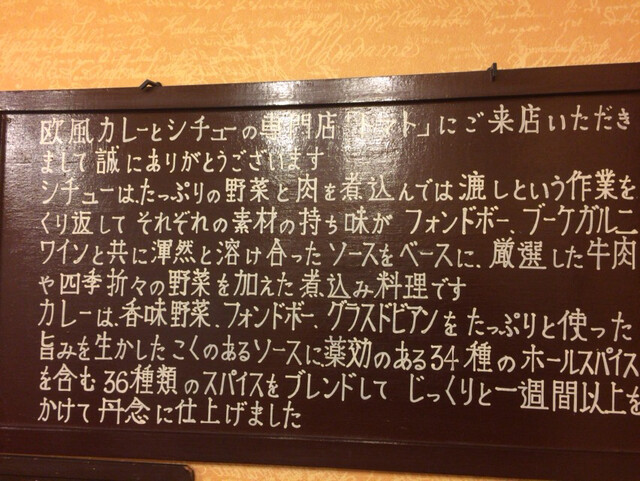 欧風カレーとシチューの専門店「トマト」にご来店いただき
まして誠にありがとうございます
シチューは、たっぷりの野菜と肉を煮込んでは漉しという作業を
くり返して それぞれの素材の持ち味が フォンドボー、ブーケガルニ
ワインと共に渾然と溶け合った ソースをベースに、厳選した牛肉
や四季折々の野菜を加えた煮込み料理です
カレーは、香味野菜、フォンドボー、グラスドビアンをたっぷりと使った
旨みを生かしたこくのあるソースに、薬効のある34種のホールスパイス
を含む36種類のスパイスをブレンドして じっくりと一週間以上を
かけて丹念に仕上げました